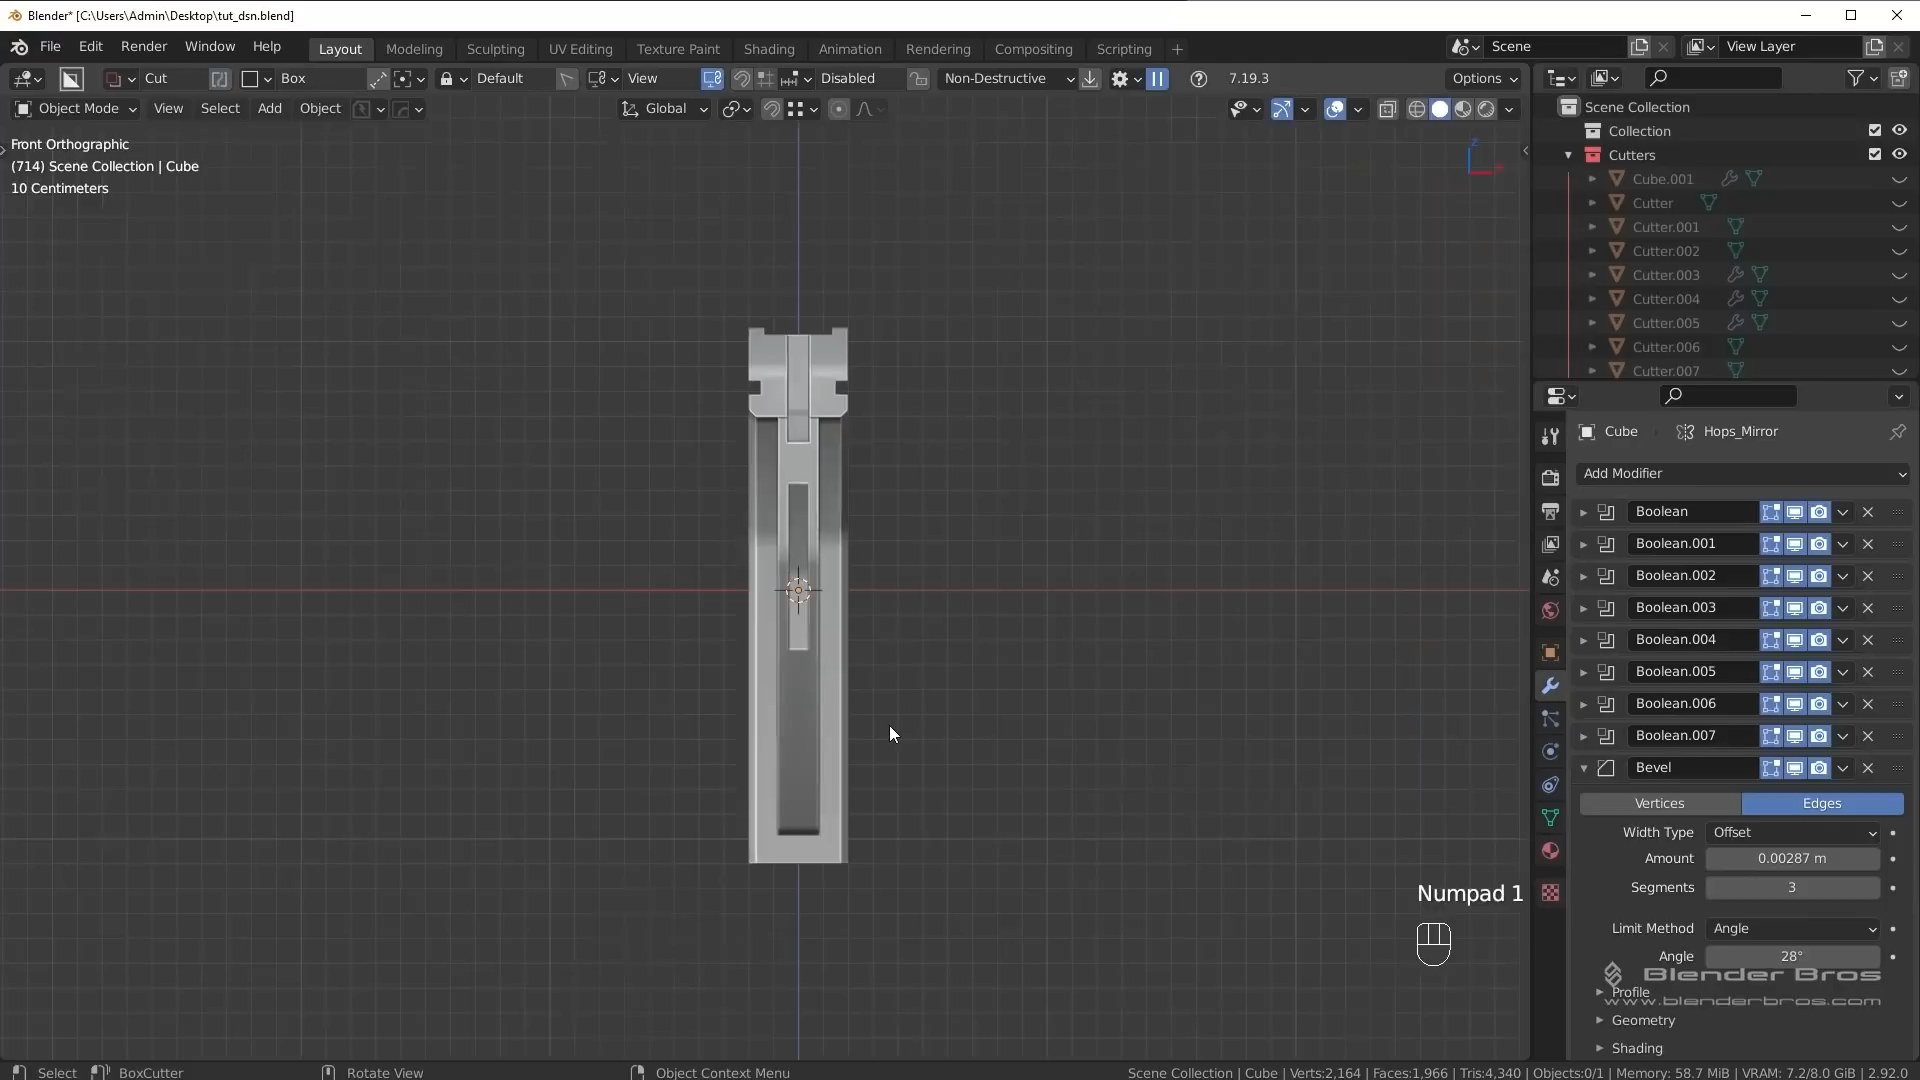 Blender* [C:\Users\Admin\Desktop\tut_dsn.blend]
File Edit Render Window Help
Layout Modeling Sculpting UV Editing Texture Paint Shading Animation Rendering Compositing Scripting +
Scene
View Layer
Cut Box Default View Disabled Non-Destructive 7.19.3 Options
Object Mode View Select Add Object Global
Front Orthographic
(714) Scene Collection | Cube
10 Centimeters
Z
Scene Collection
Collection
Cutters
Cube.001
Cutter
Cutter.001
Cutter.002
Cutter.003
Cutter.004
Cutter.005
Cutter.006
Cutter.007
Cube Hops_Mirror
Add Modifier
Boolean
Boolean.001
Boolean.002
Boolean.003
Boolean.004
Boolean.005
Boolean.006
Boolean.007
Bevel
Vertices Edges
Width Type Offset
Amount 0.00287 m
Segments 3
Limit Method Angle
Angle 28°
Blender Bros
Profile
www.blenderbros.com
Geometry
Shading
Numpad 1
Select BoxCutter Rotate View Object Context Menu
Scene Collection | Cube | Verts:2,164 | Faces:1,966 | Tris:4,340 | Objects:0/1 | Memory: 58.7 MiB | VRAM: 7.2/8.0 GiB | 2.92.0